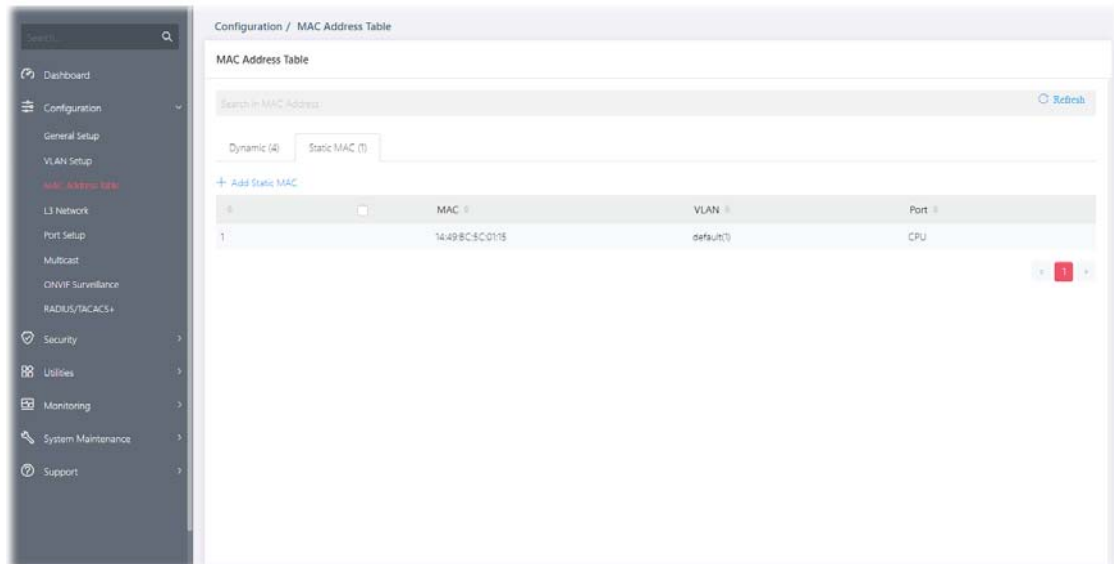 Configuration / MAC Address Table
Search...
MAC Address Table
Dashboard
Configuration
General Setup
VLAN Setup
MAC Address Table
L3 Network
Port Setup
Multicast
ONVIF Surveillance
RADIUS/TACACS+
Security
Utilities
Monitoring
System Maintenance
Support
Search in MAC Address
Refresh
Dynamic (4) Static MAC (1)
+ Add Static MAC
MAC VLAN Port
1 14:49:BC:5C:01:15 default(1) CPU
1